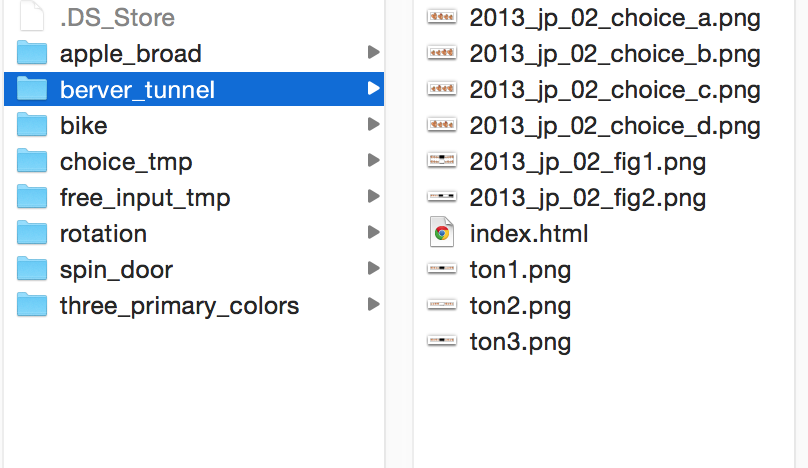 .DS_Store
apple_broad
berver_tunnel
bike
choice_tmp
free_input_tmp
rotation
spin_door
three_primary_colors
2013_jp_02_choice_a.png
2013_jp_02_choice_b.png
2013_jp_02_choice_c.png
2013_jp_02_choice_d.png
2013_jp_02_fig1.png
2013_jp_02_fig2.png
index.html
ton1.png
ton2.png
ton3.png